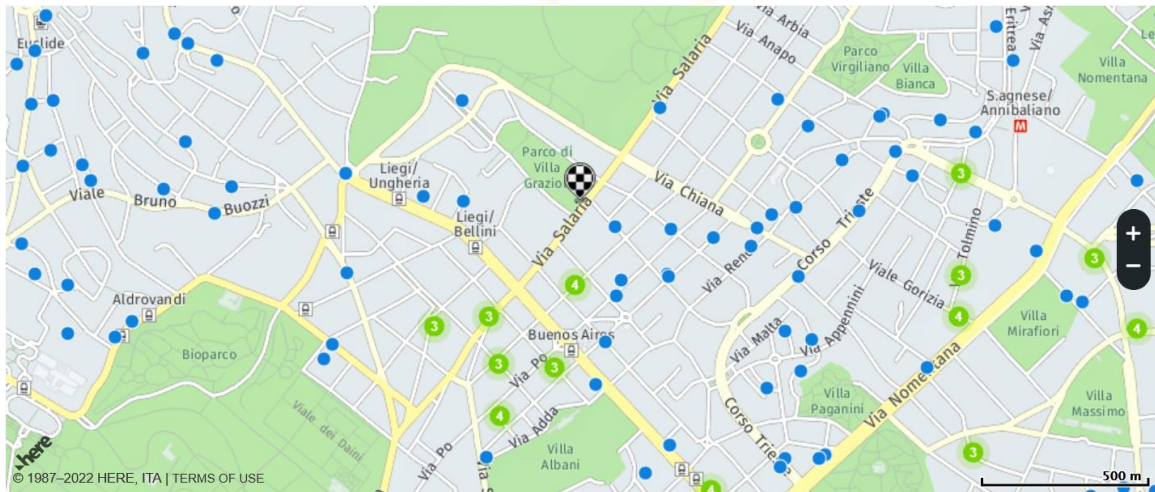 Euclide
Via Arbia
Via Anapo
Via Salaria
Eritrea
Via
Parco
Virgiliano
Villa
Bianca
Villa
Nomentana
S.agnese/
Annibaliano
M
Parco di
Villa
Liegi/
Ungheria
Via Chiana
3
Viale
Bruno
Buozzi
Liegi/
Bellini
Via Salaria
Corso Trieste
Tolmino
+
−
Via Reno
3
3
Viale Gorizia
4
Aldrovandi
4
Villa
Mirafiori
3
3
4
Buenos Aires
Via Malta
Via Appennini
Bioparco
3
Via Po
3
Via Nomentana
Villa
Paganini
Villa
Massimo
Viale dei Daini
4
Via Adda
Corso Trieste
Via Po
Villa
Albani
3
here
4
500 m
© 1987–2022 HERE, ITA | TERMS OF USE